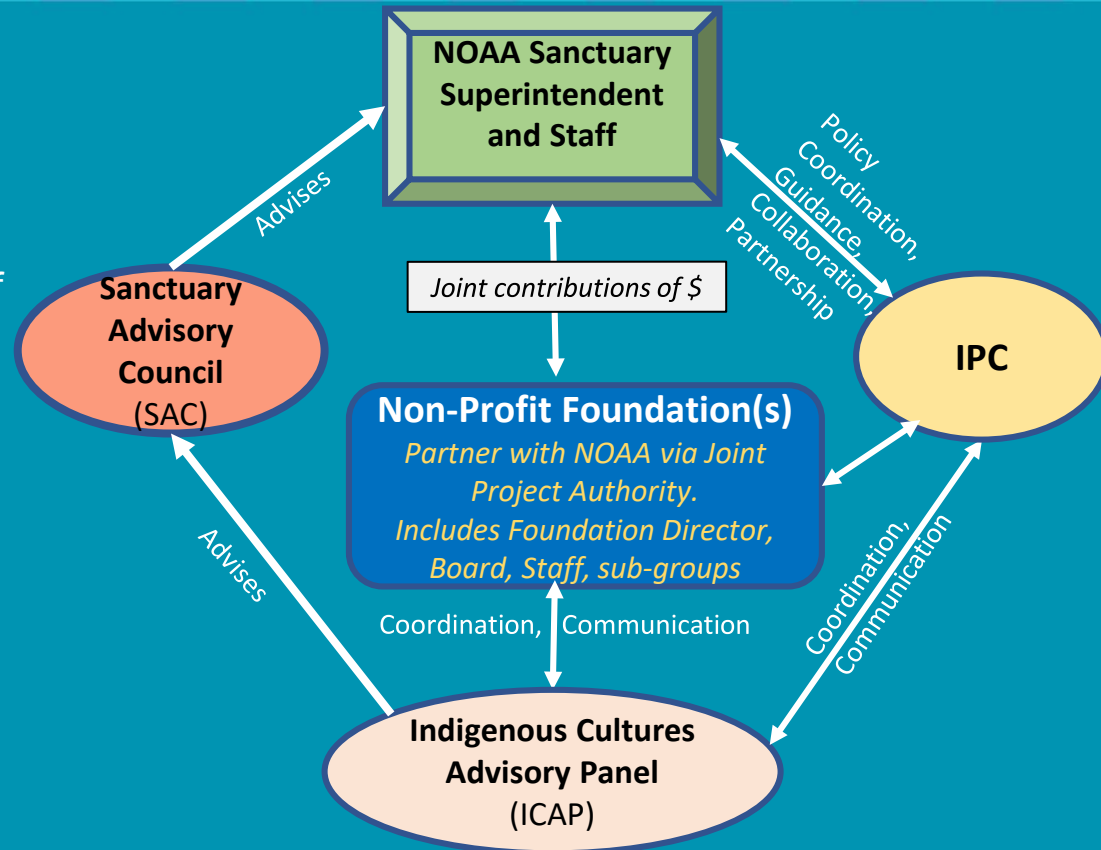 NOAA Sanctuary
Superintendent
and Staff
Advises
Policy
Coordination,
Guidance,
Collaboration,
Partnership
Joint contributions of $
Sanctuary
Advisory
Council
(SAC)
IPC
Non-Profit Foundation(s)
Partner with NOAA via Joint
Project Authority.
Includes Foundation Director,
Board, Staff, sub-groups
Advises
Coordination, Communication
Coordination,
Communication
Indigenous Cultures
Advisory Panel
(ICAP)